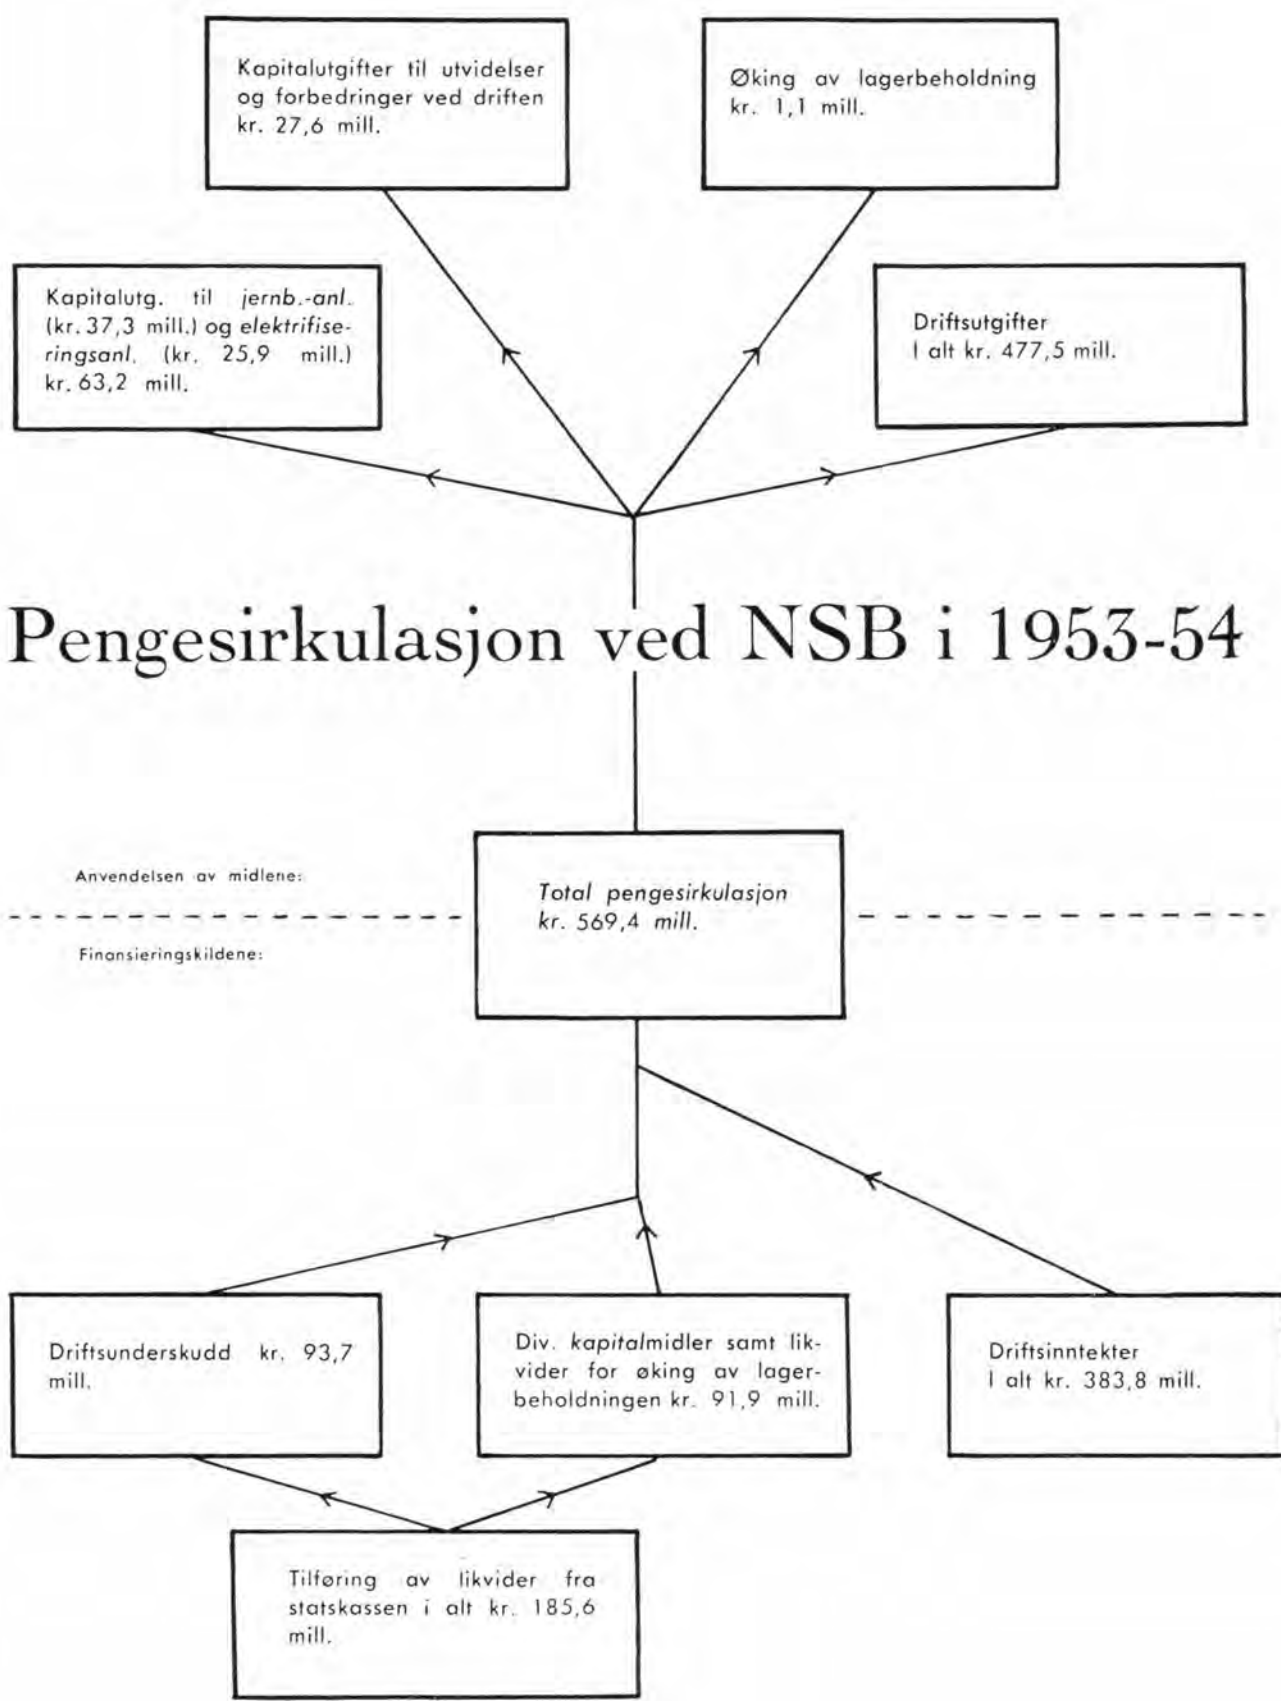 Kapitalutgifter til utvidelser
og forbedringer ved driften
kr. 27,6 mill.
Øking av lagerbeholdning
kr. 1,1 mill.
Kapitalutg. til jernb.-anl.
(kr. 37,3 mill.) og elektrifise-
ringsanl. (kr. 25,9 mill.)
kr. 63,2 mill.
Driftsutgifter
I alt kr. 477,5 mill.
Pengesirkulasjon ved NSB i 1953-54
Anvendelsen av midlene:
Total pengesirkulasjon
kr. 569,4 mill.
Finansieringskildene:
Driftsunderskudd kr. 93,7
mill.
Div. kapitalmidler samt lik-
vider for øking av lager-
beholdningen kr. 91,9 mill.
Driftsinntekter
I alt kr. 383,8 mill.
Tilføring av likvider fra
statskassen i alt kr. 185,6
mill.